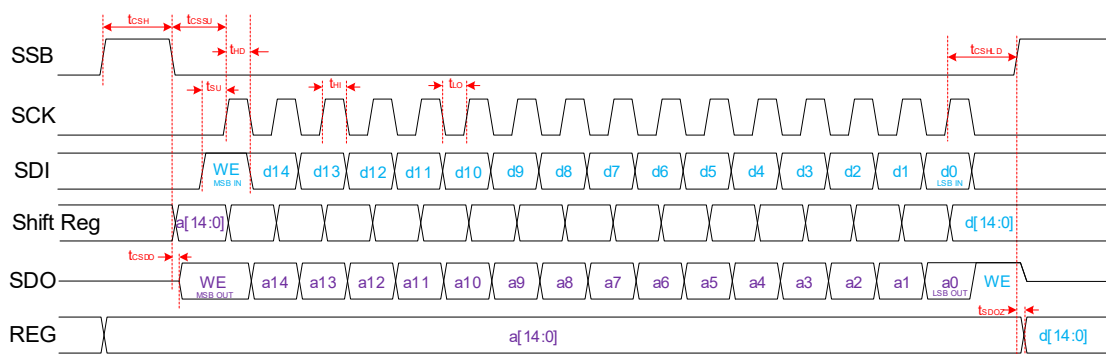 tCSH tCSSU tHD tCSHLD
SSB
tSU tHI tLO
SCK
SDI WE d14 d13 d12 d11 d10 d9 d8 d7 d6 d5 d4 d3 d2 d1 d0
MSB IN LSB IN
Shift Reg a[14:0] d[14:0]
tCSDO
SDO WE a14 a13 a12 a11 a10 a9 a8 a7 a6 a5 a4 a3 a2 a1 a0 WE
MSB OUT LSB OUT
tSDOZ
REG a[14:0] d[14:0]